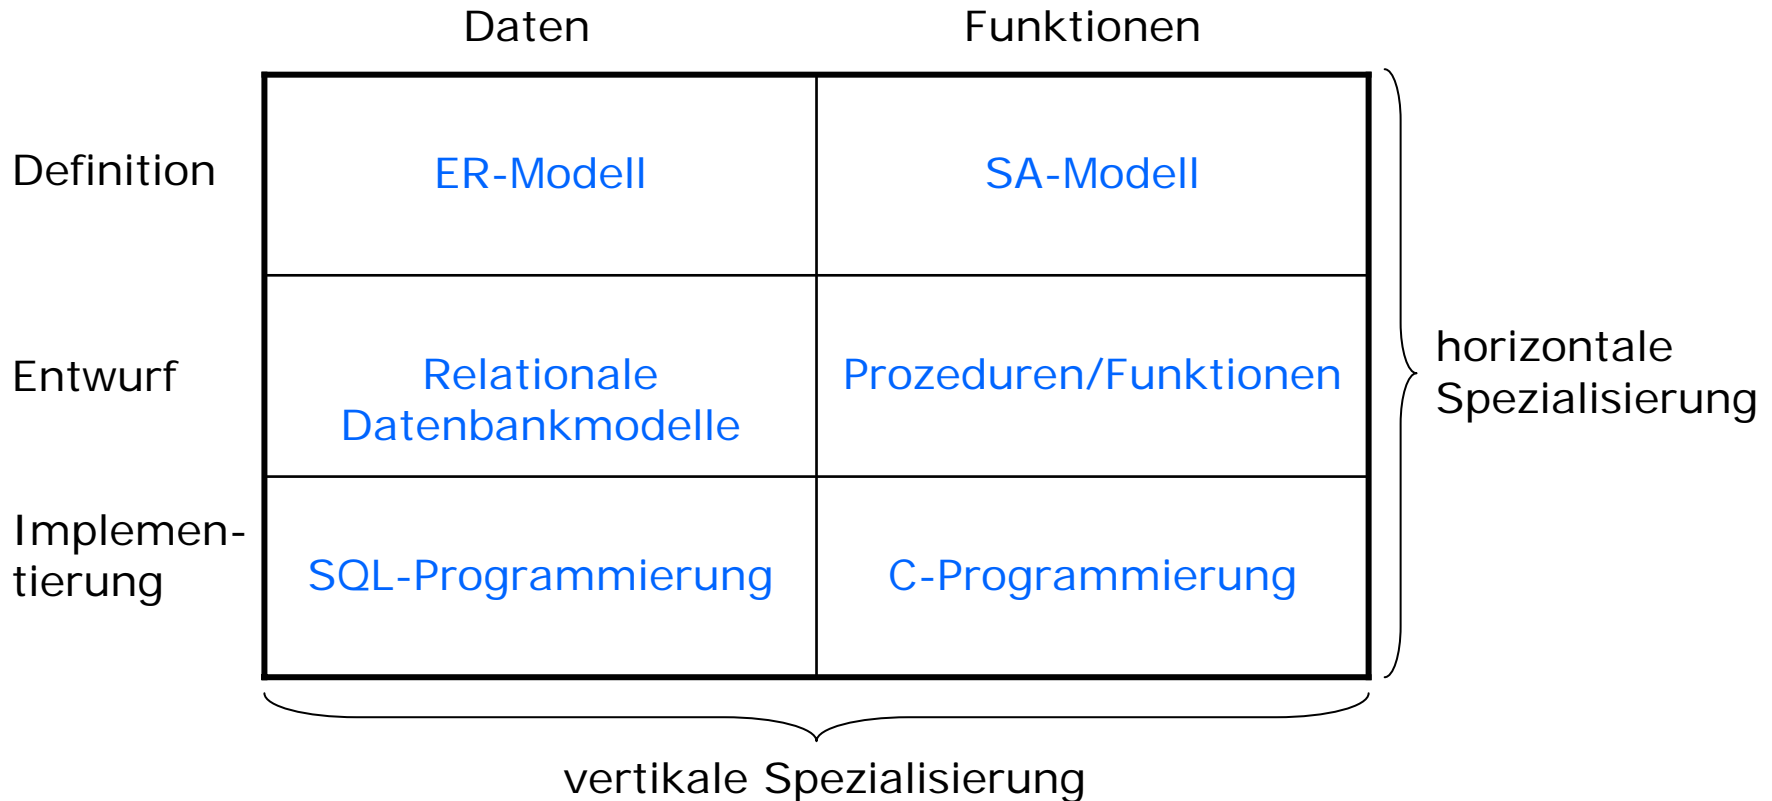 Daten Funktionen
Definition ER-Modell SA-Modell
Entwurf Relationale
Datenbankmodelle Prozeduren/Funktionen
horizontale
Spezialisierung
Implemen-
tierung SQL-Programmierung C-Programmierung
vertikale Spezialisierung